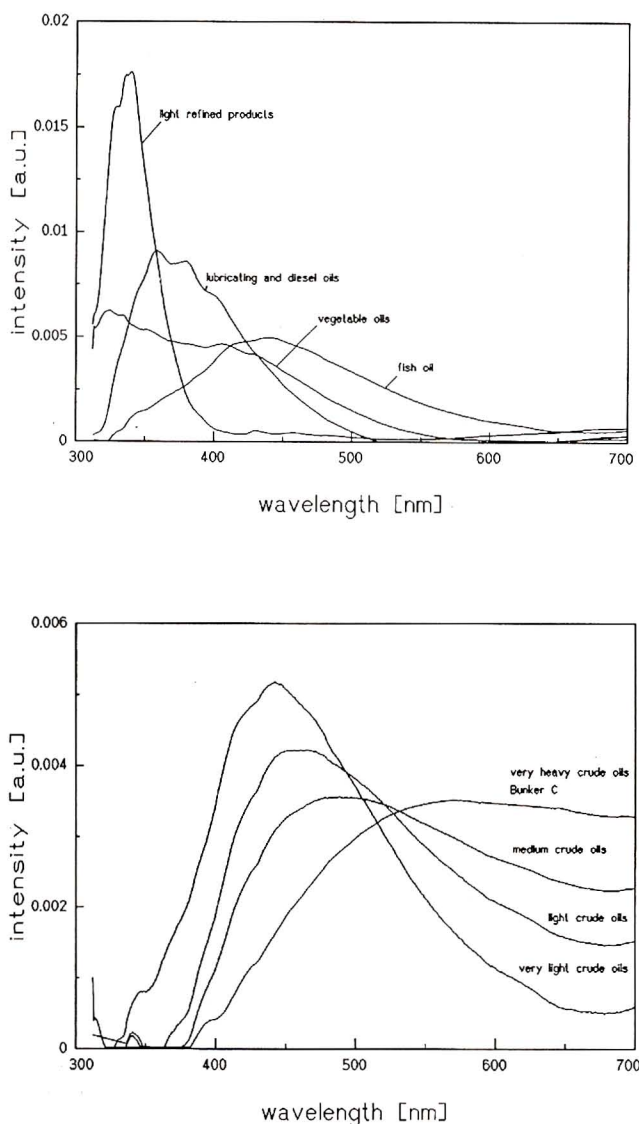 0.02
0.015
0.01
0.005
0
intensity [a.u.]
light refined products
lubricating and diesel oils
vegetable oils
fish oil
300
400
500
600
700
wavelength [nm]
0.006
0.004
0.002
0
intensity [a.u.]
very heavy crude oils
Bunker C
medium crude oils
light crude oils
very light crude oils
300
400
500
600
700
wavelength [nm]